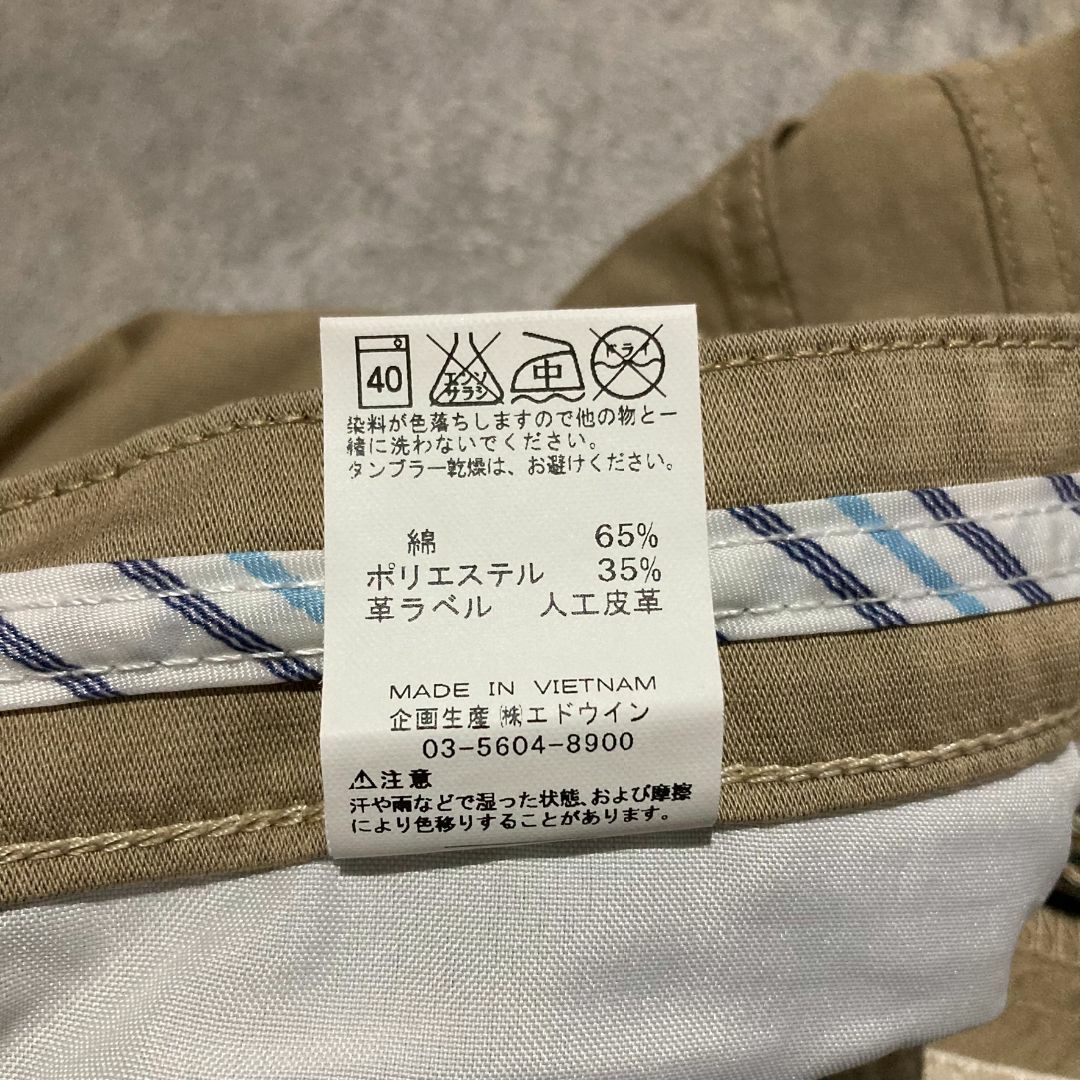 40 エンソ サラシ 中 ドライ
染料が色落ちしますので他の物と一
緒に洗わないでください。
タンブラー乾燥は、お避けください。
綿 65%
ポリエステル 35%
革ラベル 人工皮革
MADE IN VIETNAM
企画生産㈱エドウイン
03-5604-8900
⚠注意
汗や雨などで湿った状態、および摩擦
により色移りすることがあります。